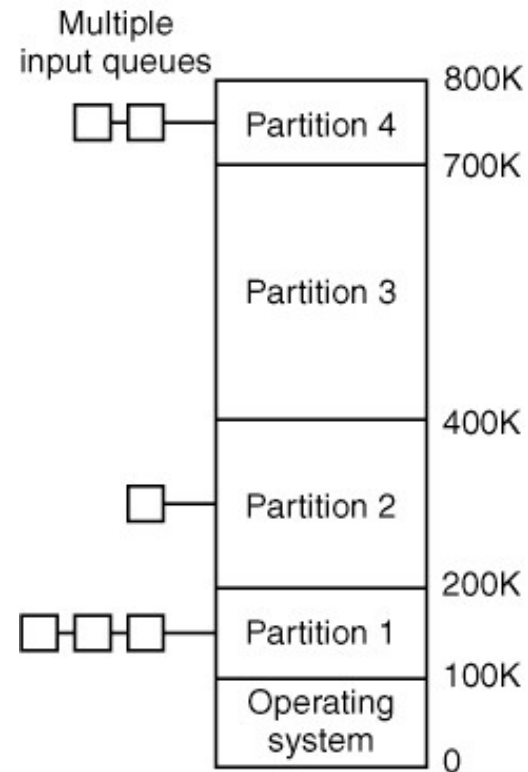 Multiple
input queues
800K
Partition 4
700K
Partition 3
400K
Partition 2
200K
Partition 1
100K
Operating
system
0